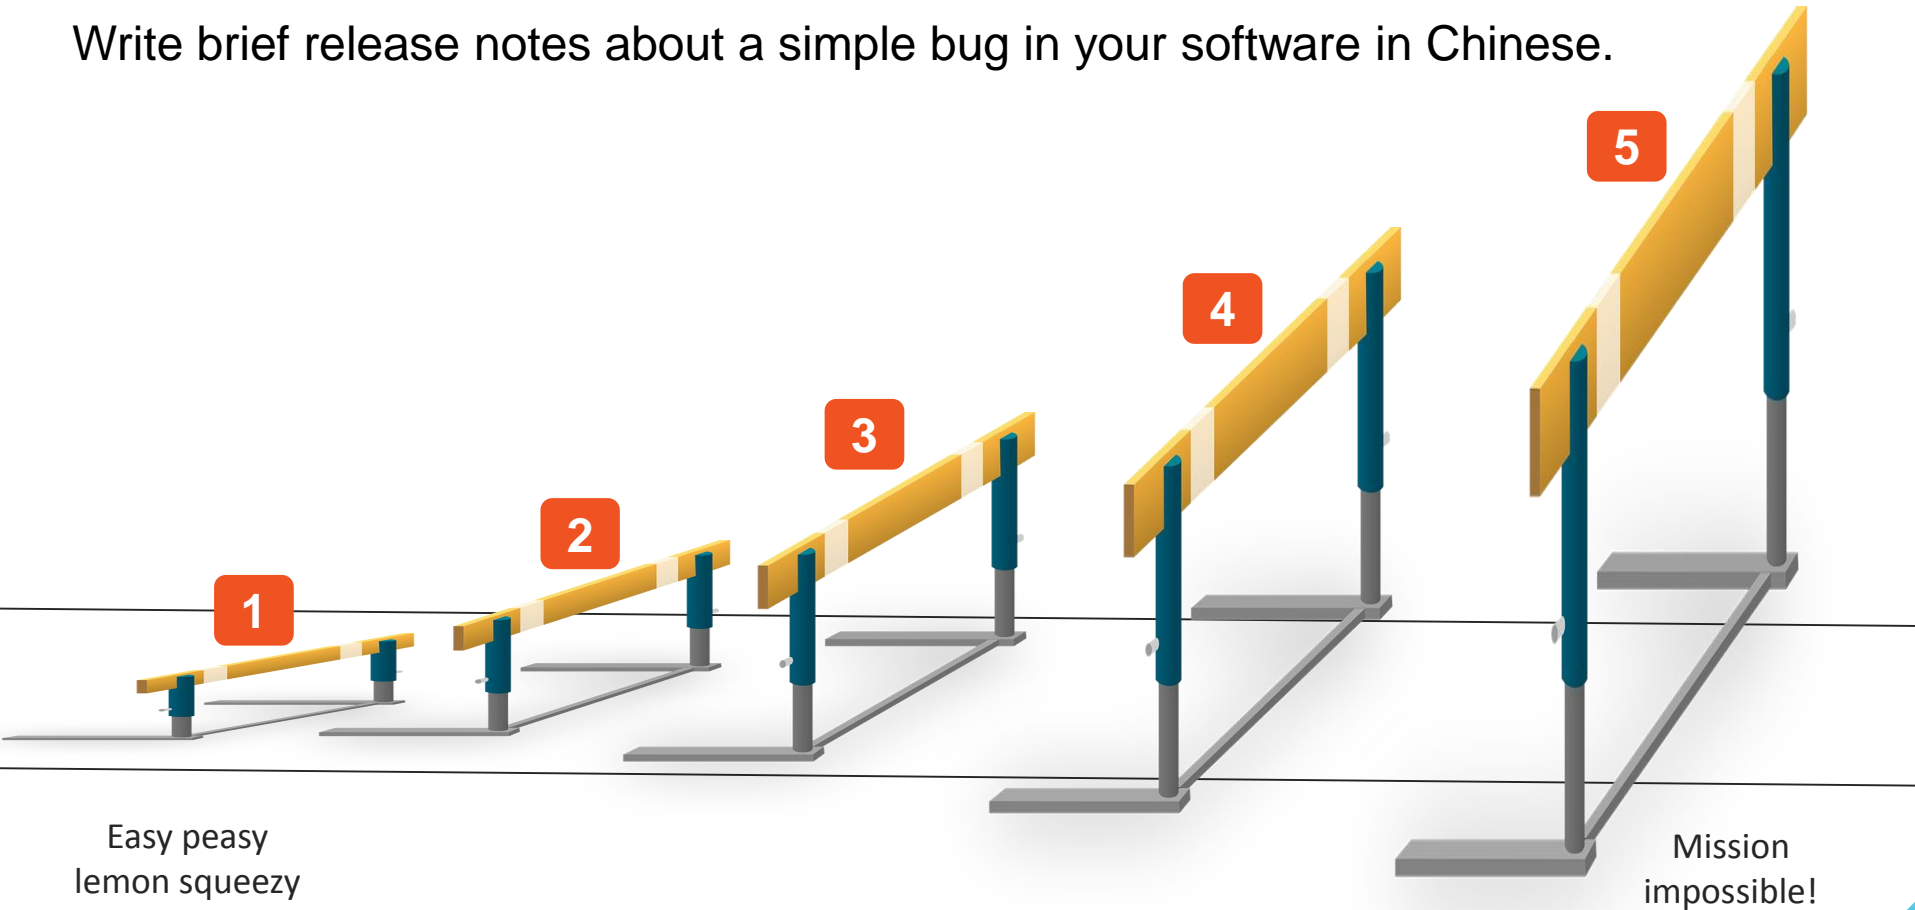 Write brief release notes about a simple bug in your software in Chinese.
5
4
3
2
1
Easy peasy
lemon squeezy
Mission
impossible!